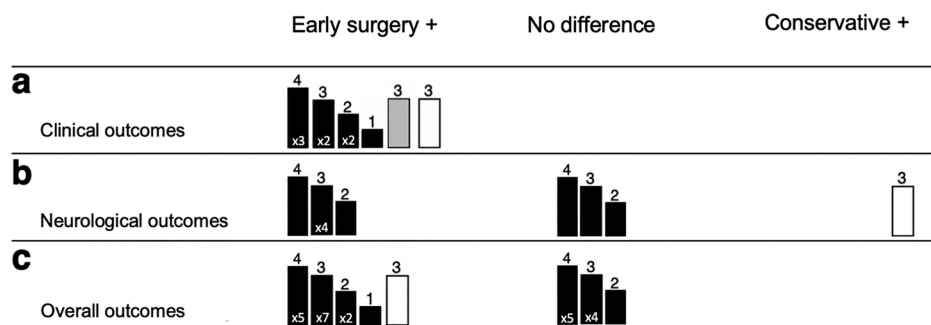 Early surgery + No difference Conservative +
a
4 3 2 1 3 3
x3 x2 x2
Clinical outcomes
b
4 3 2 4 3 2 3
x4
Neurological outcomes
c
4 3 2 1 3 4 3 2
x5 x7 x2 x5 x4
Overall outcomes